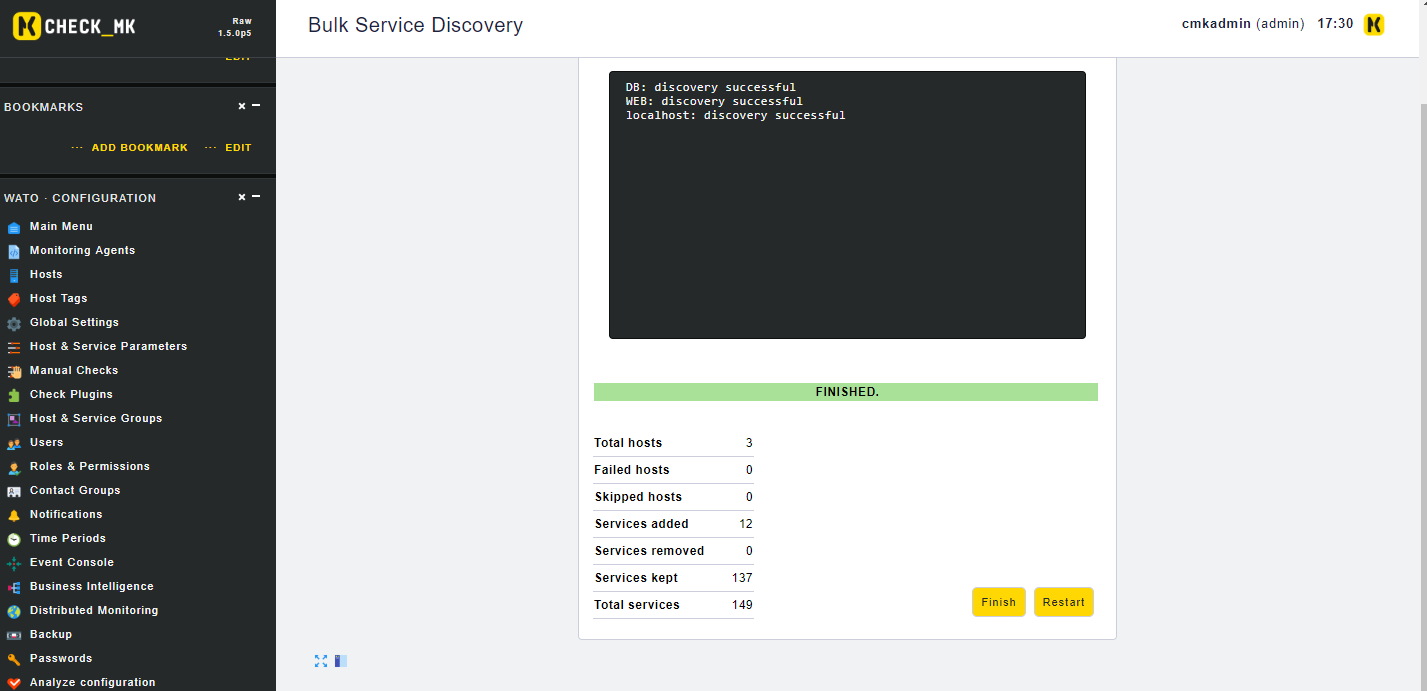 CHECK_MK
Raw
1.5.0p5
EDIT
BOOKMARKS
ADD BOOKMARK
EDIT
WATO · CONFIGURATION
Main Menu
Monitoring Agents
Hosts
Host Tags
Global Settings
Host & Service Parameters
Manual Checks
Check Plugins
Host & Service Groups
Users
Roles & Permissions
Contact Groups
Notifications
Time Periods
Event Console
Business Intelligence
Distributed Monitoring
Backup
Passwords
Analyze configuration
Bulk Service Discovery
cmkadmin (admin) 17:30
DB: discovery successful
WEB: discovery successful
localhost: discovery successful
FINISHED.
Total hosts 3
Failed hosts 0
Skipped hosts 0
Services added 12
Services removed 0
Services kept 137
Total services 149
Finish Restart